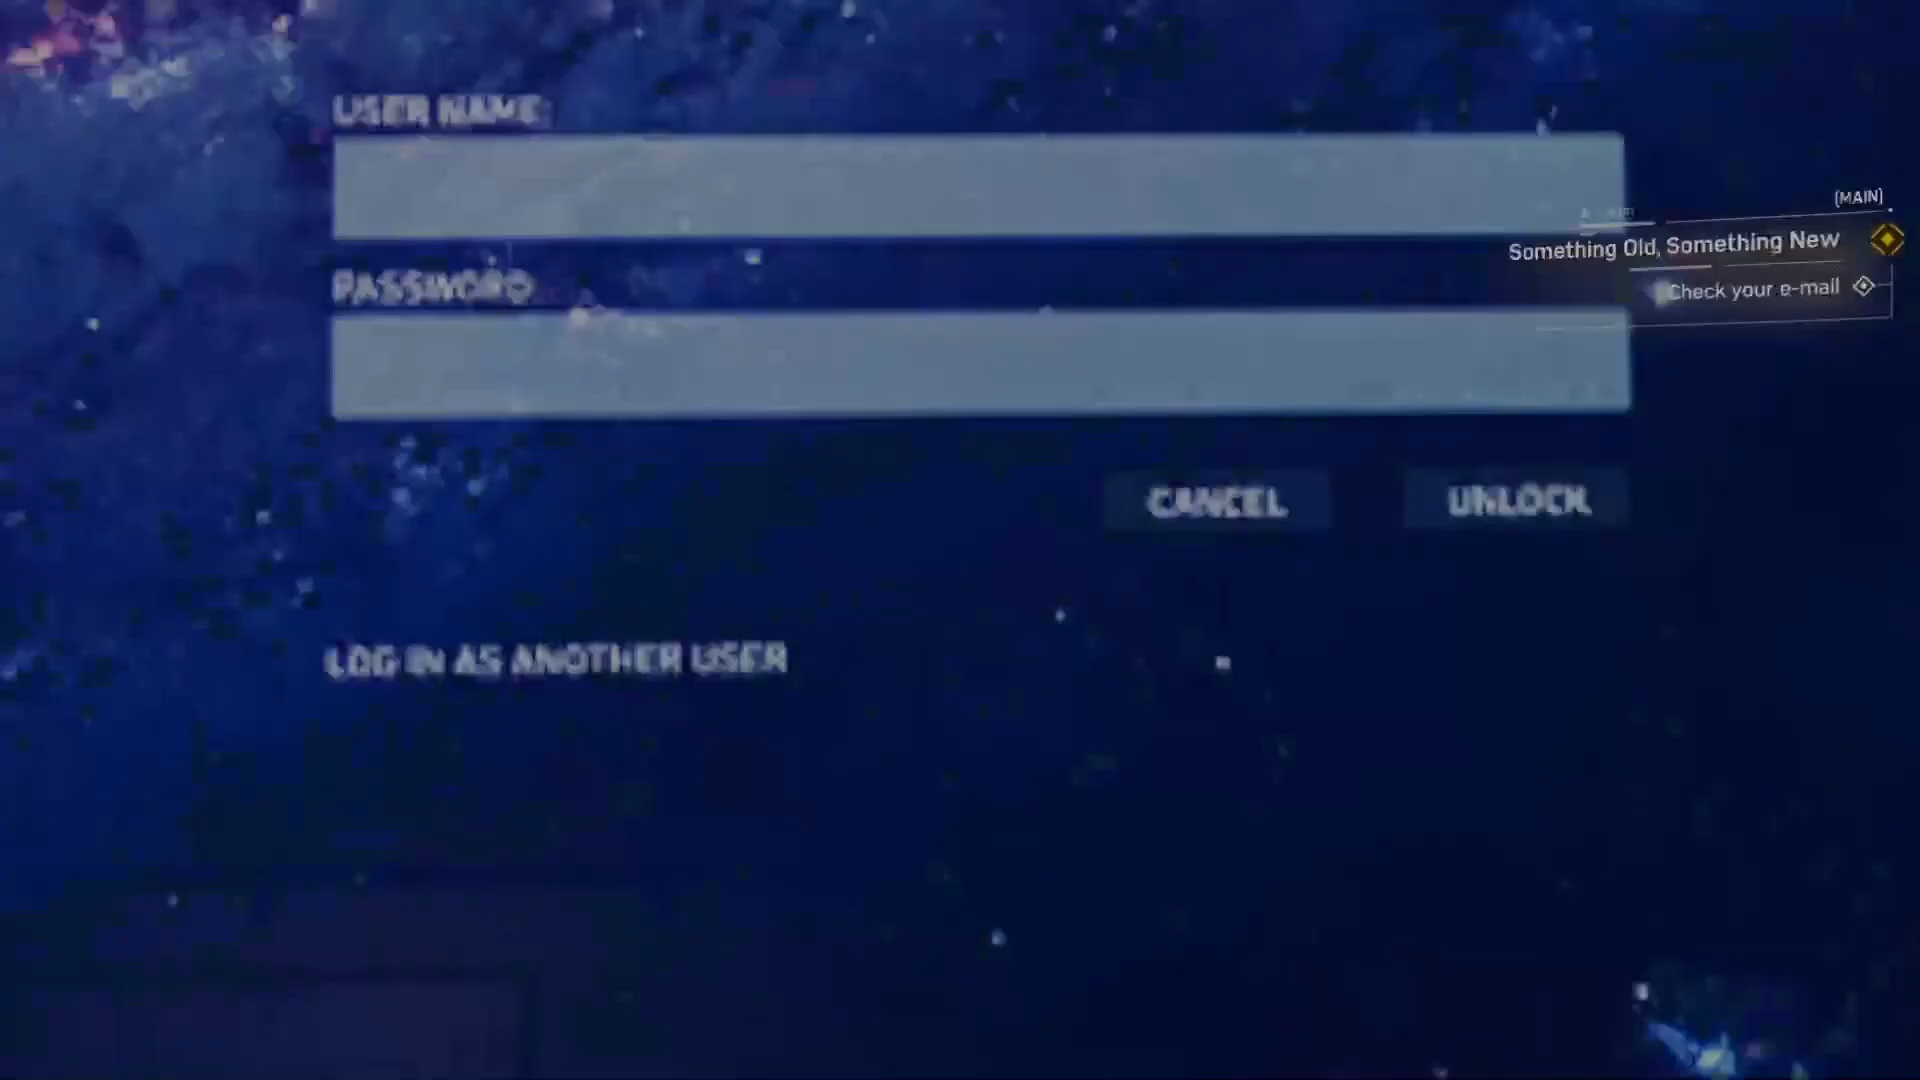 USER NAME:
PASSWORD
(MAIN)
Something Old, Something New
Check your e-mail
CANCEL
UNLOCK
LOG IN AS ANOTHER USER